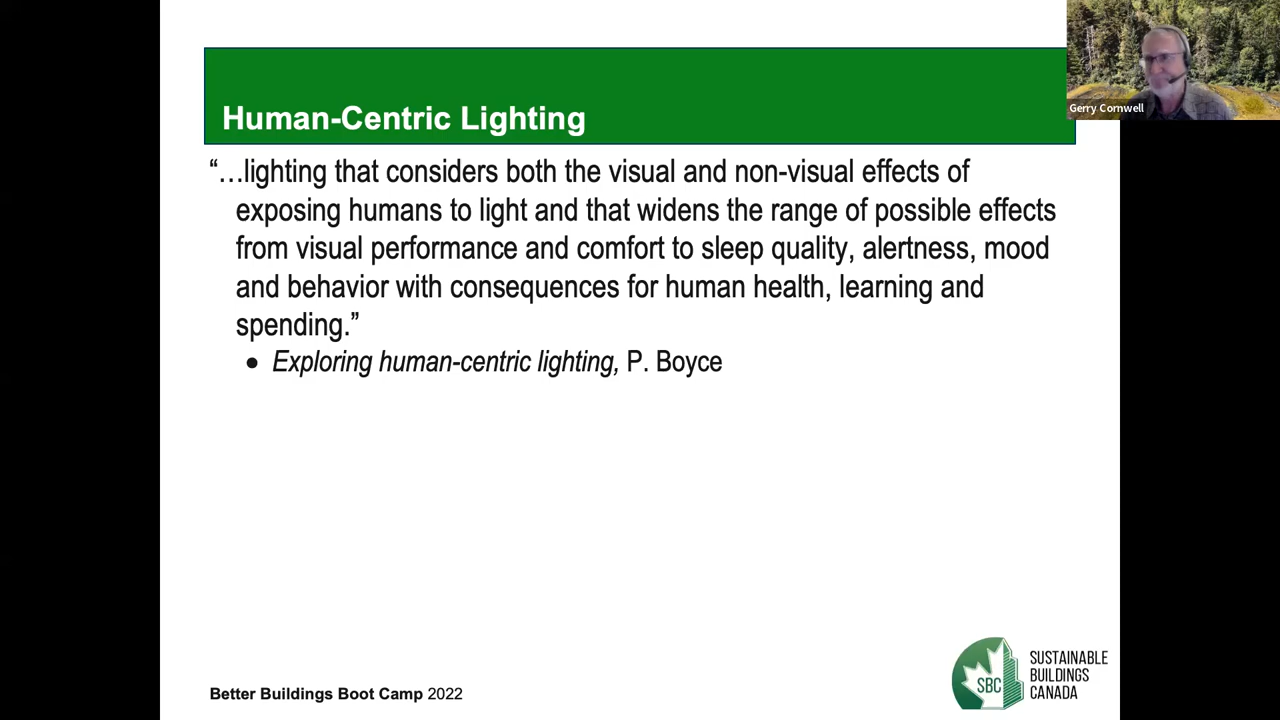 Human-Centric Lighting
Gerry Cornwell
“…lighting that considers both the visual and non-visual effects of
exposing humans to light and that widens the range of possible effects
from visual performance and comfort to sleep quality, alertness, mood
and behavior with consequences for human health, learning and
spending.”
● Exploring human-centric lighting, P. Boyce
Better Buildings Boot Camp 2022
SBC
SUSTAINABLE
BUILDINGS
CANADA